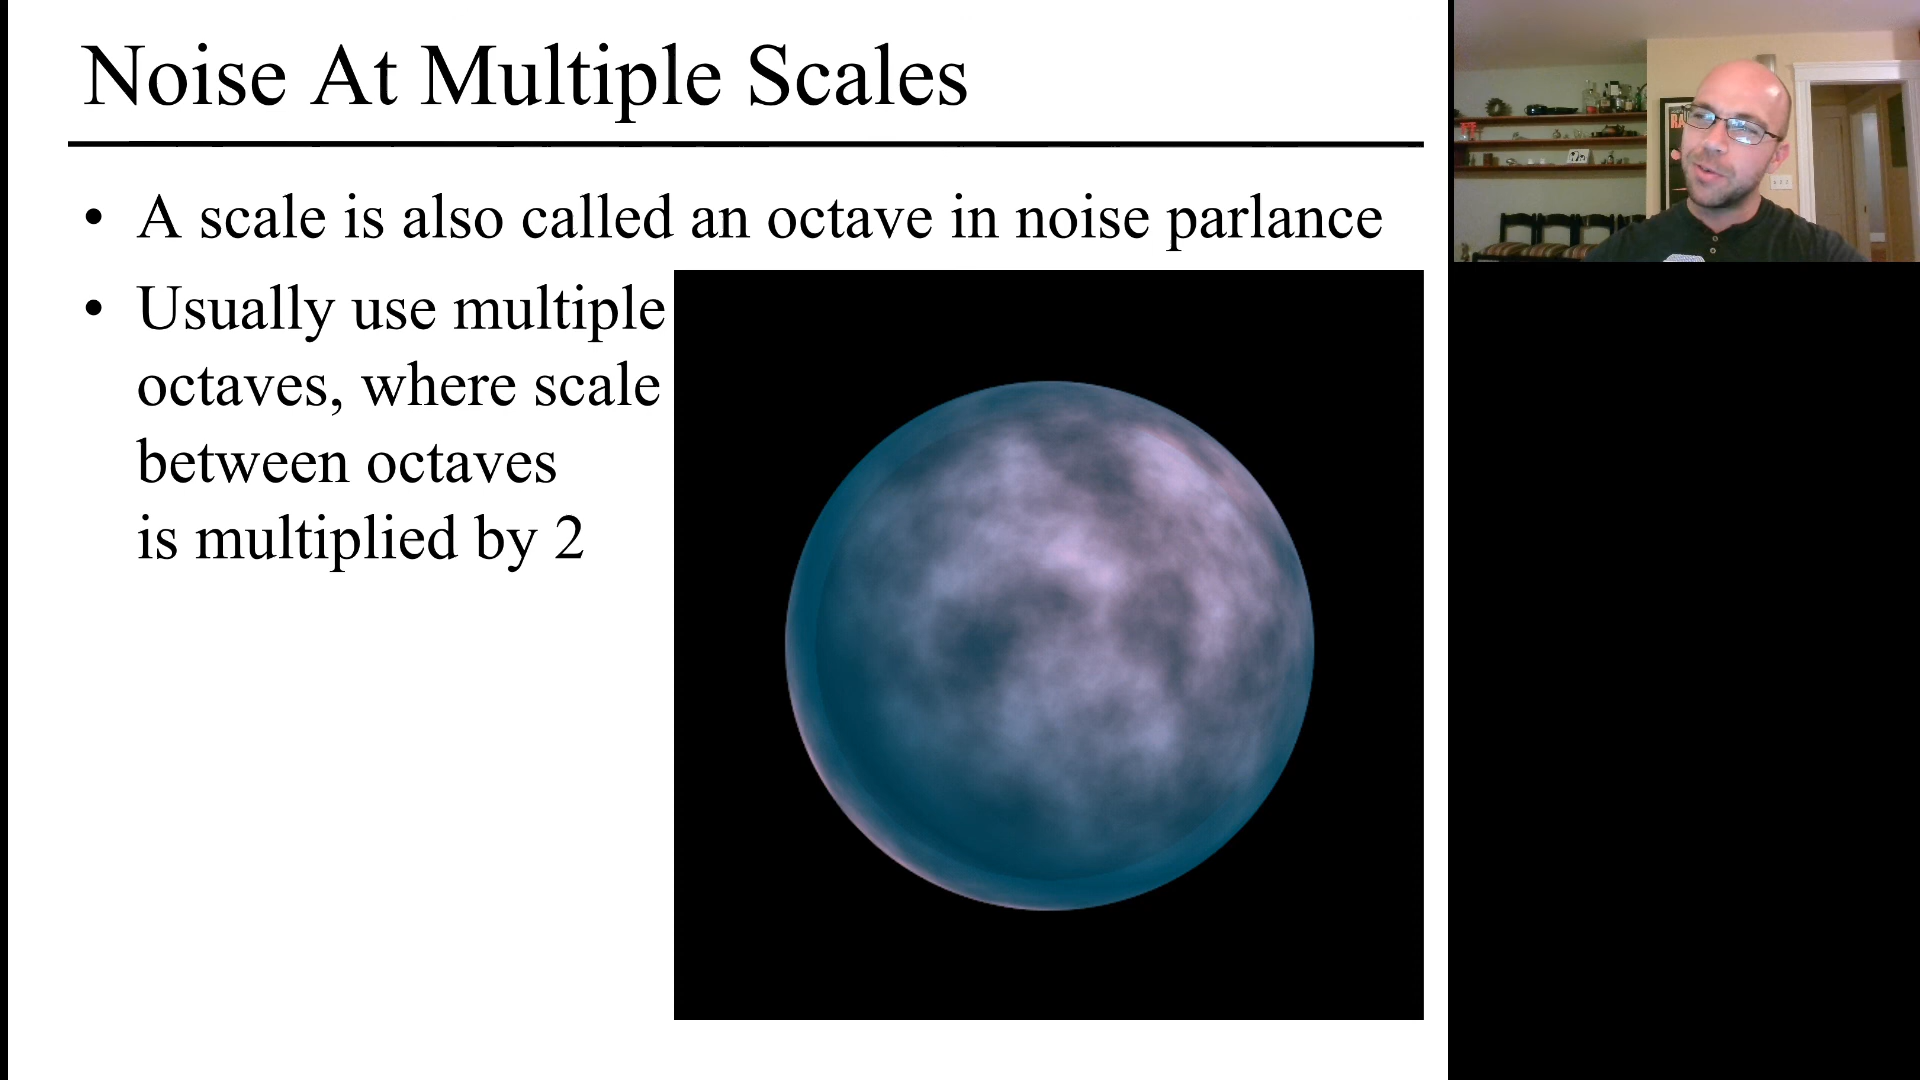 Noise At Multiple Scales
• A scale is also called an octave in noise parlance
• Usually use multiple
octaves, where scale
between octaves
is multiplied by 2
RA